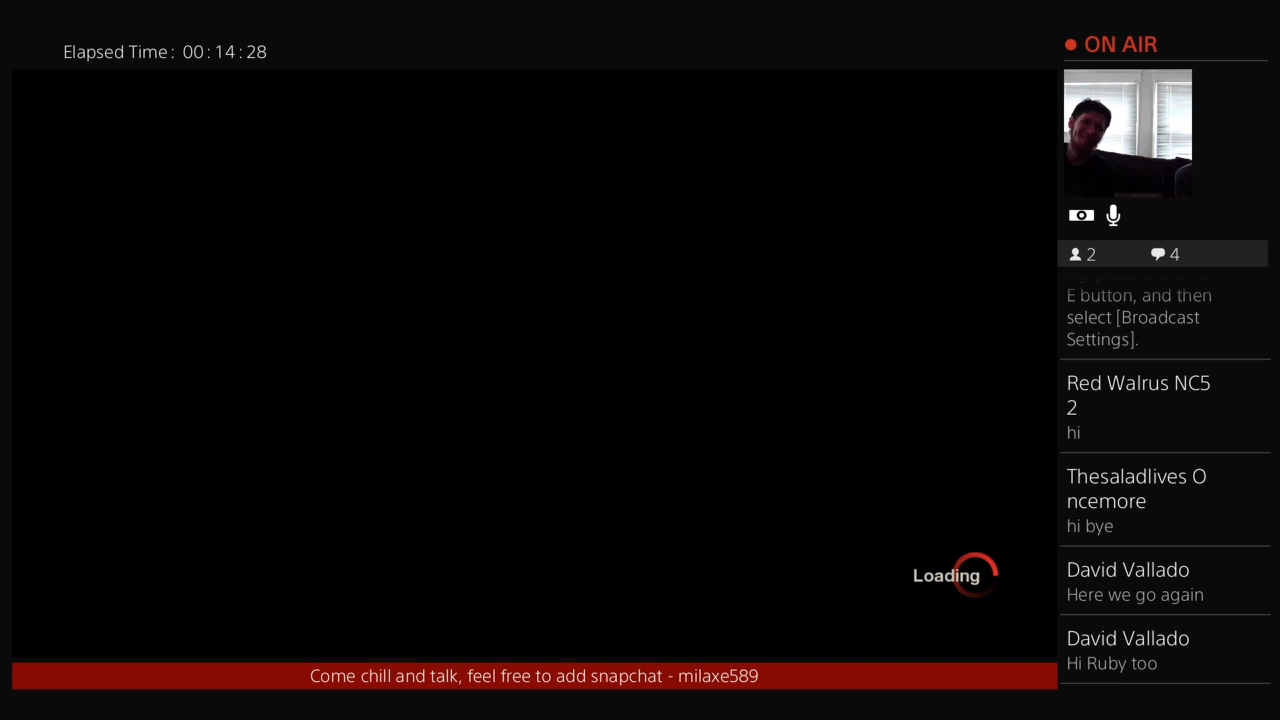 Elapsed Time: 00:14:28
ON AIR
2 4
E button, and then
select [Broadcast
Settings].
Red Walrus NC5
2
hi
Thesaladlives O
ncemore
hi bye
David Vallado
Here we go again
David Vallado
Hi Ruby too
Loading
Come chill and talk, feel free to add snapchat - milaxe589